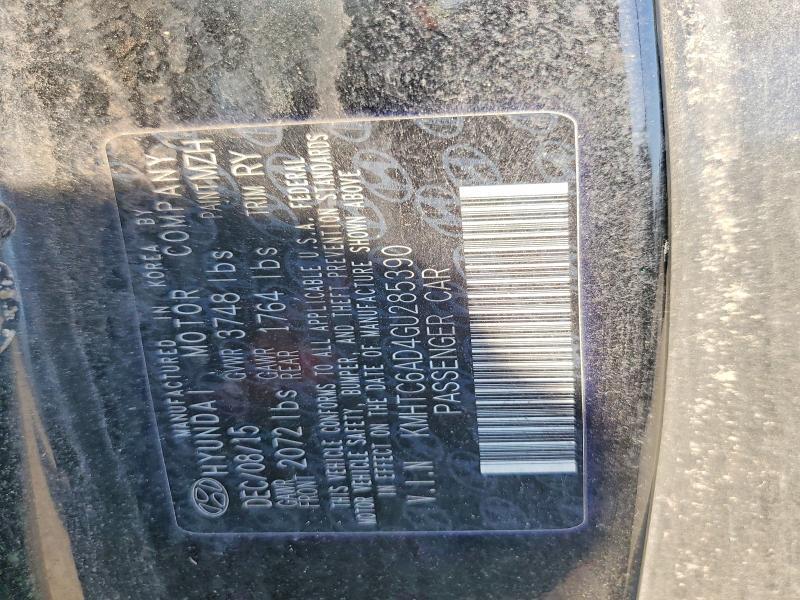 MANUFACTURED IN KOREA BY
HYUNDAI MOTOR COMPANY
DEC/08/15 GVWR 3748 lbs PAINT MZH
GAWR FRONT 2072 lbs GAWR REAR 1764 lbs TRIM RY
THIS VEHICLE CONFORMS TO ALL APPLICABLE U.S.A. FEDERAL
MOTOR VEHICLE SAFETY, BUMPER AND THEFT PREVENTION STANDARDS
IN EFFECT ON THE DATE OF MANUFACTURE SHOWN ABOVE
V.I.N KMHTC6AD4GU285390
PASSENGER CAR